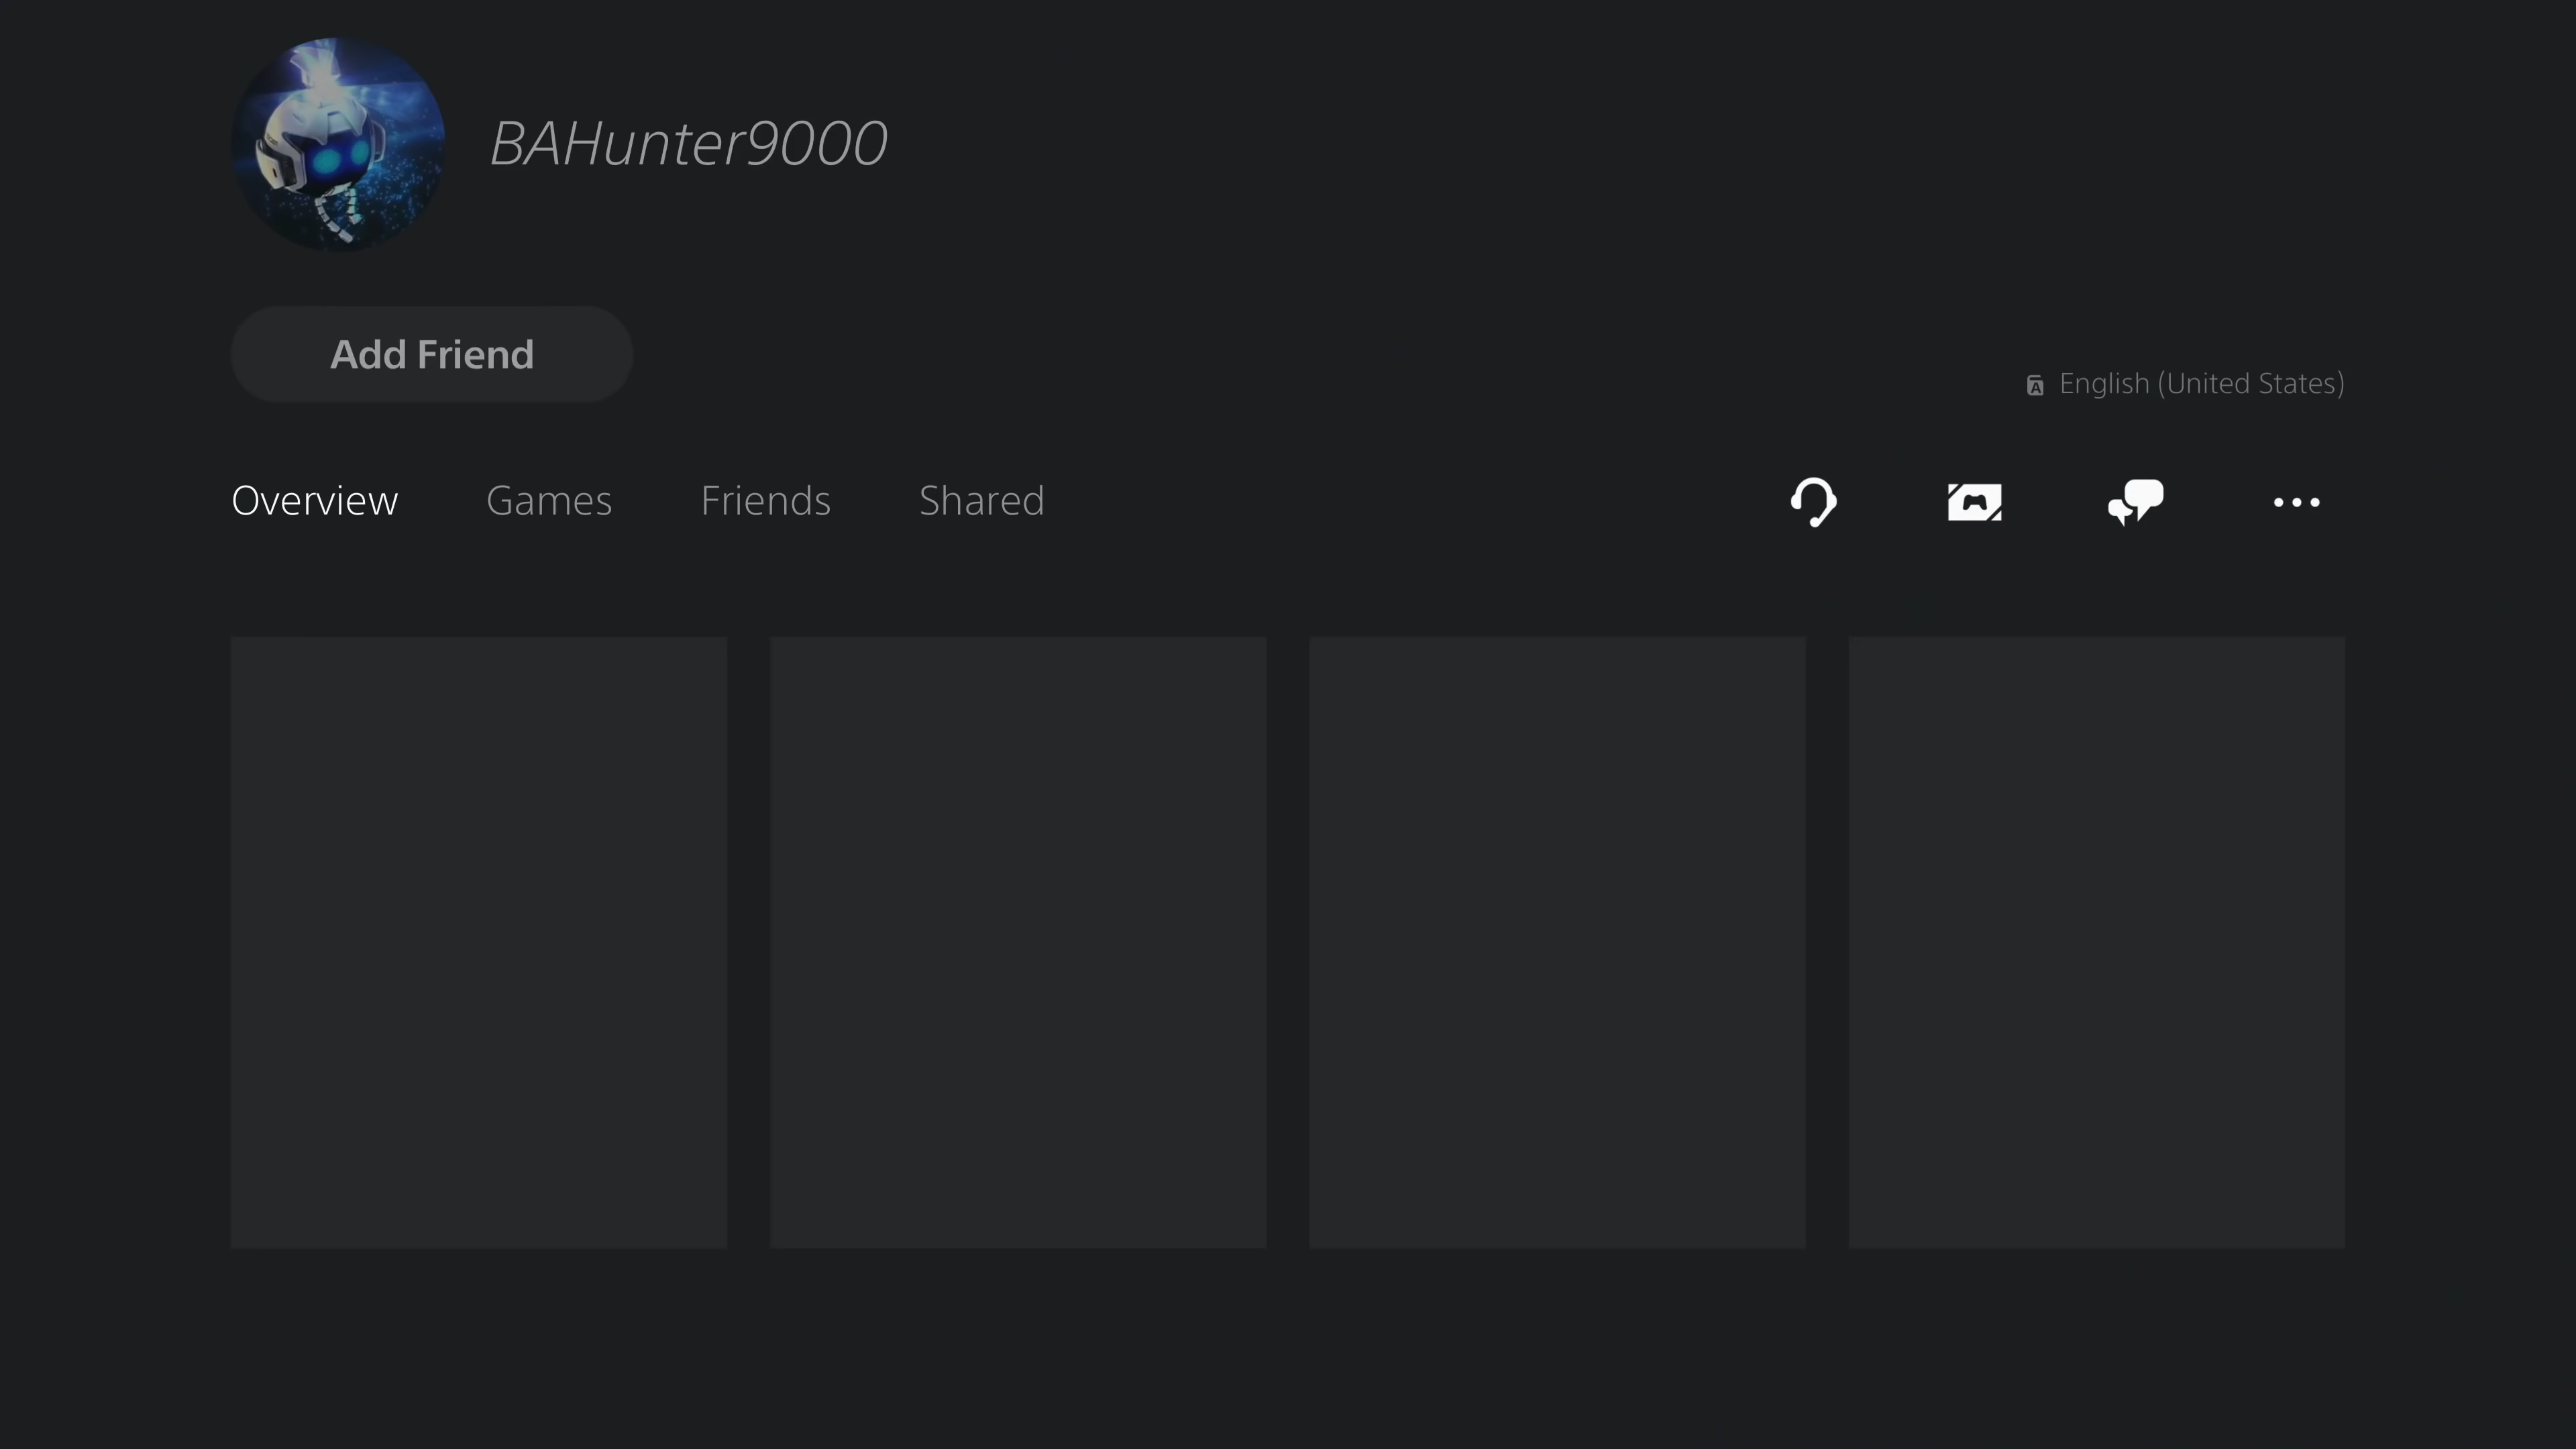 BAHunter9000
Add Friend
English (United States)
Overview Games Friends Shared